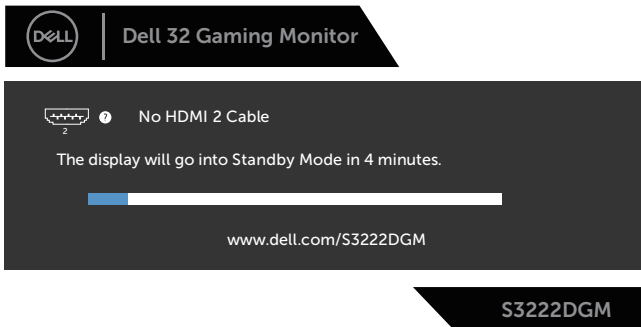 DELL
Dell 32 Gaming Monitor
? No HDMI 2 Cable
2
The display will go into Standby Mode in 4 minutes.
www.dell.com/S3222DGM
S3222DGM